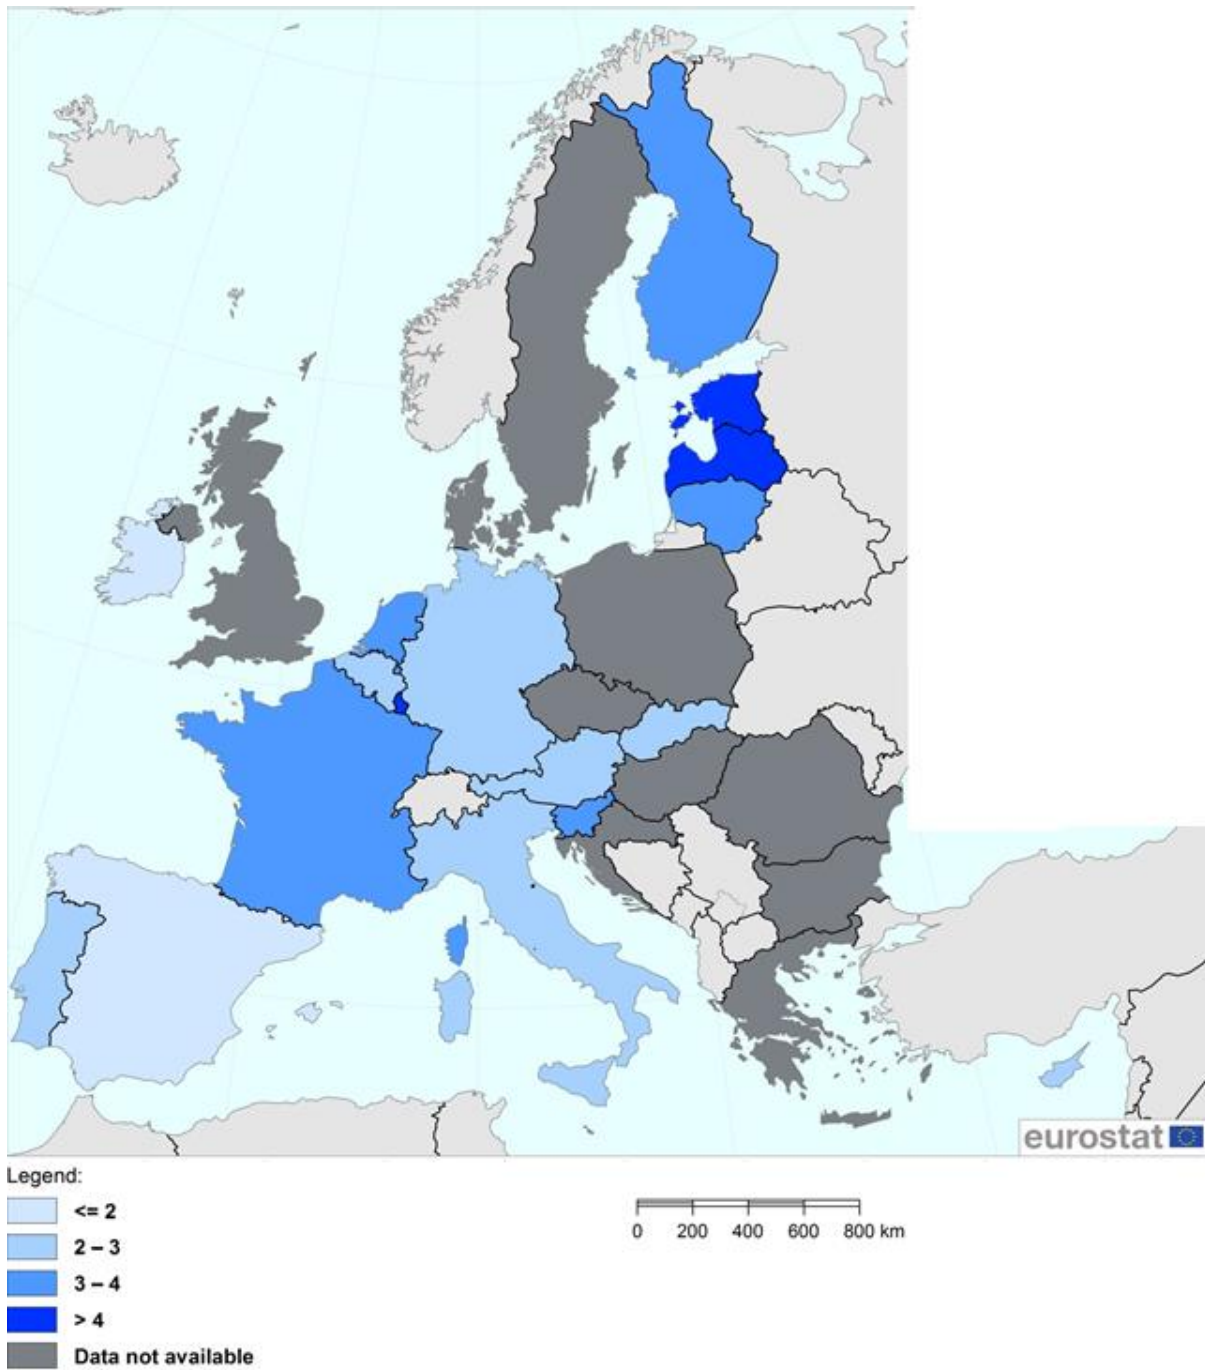 eurostat
Legend:
<= 2
2 – 3
3 – 4
> 4
Data not available
0 200 400 600 800 km